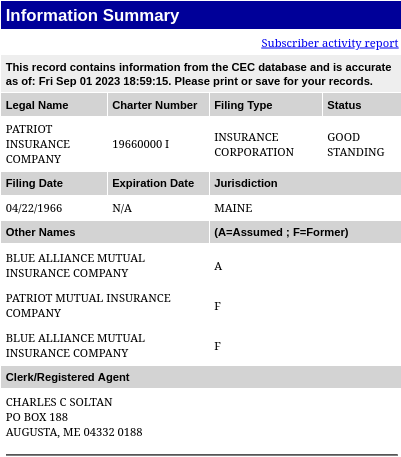 Information Summary
Subscriber activity report
This record contains information from the CEC database and is accurate
as of: Fri Sep 01 2023 18:59:15. Please print or save for your records.
Legal Name Charter Number Filing Type Status
PATRIOT
INSURANCE
COMPANY
19660000 I
INSURANCE
CORPORATION
GOOD
STANDING
Filing Date Expiration Date Jurisdiction
04/22/1966 N/A MAINE
Other Names (A=Assumed ; F=Former)
BLUE ALLIANCE MUTUAL
INSURANCE COMPANY
A
PATRIOT MUTUAL INSURANCE
COMPANY
F
BLUE ALLIANCE MUTUAL
INSURANCE COMPANY
F
Clerk/Registered Agent
CHARLES C SOLTAN
PO BOX 188
AUGUSTA, ME 04332 0188